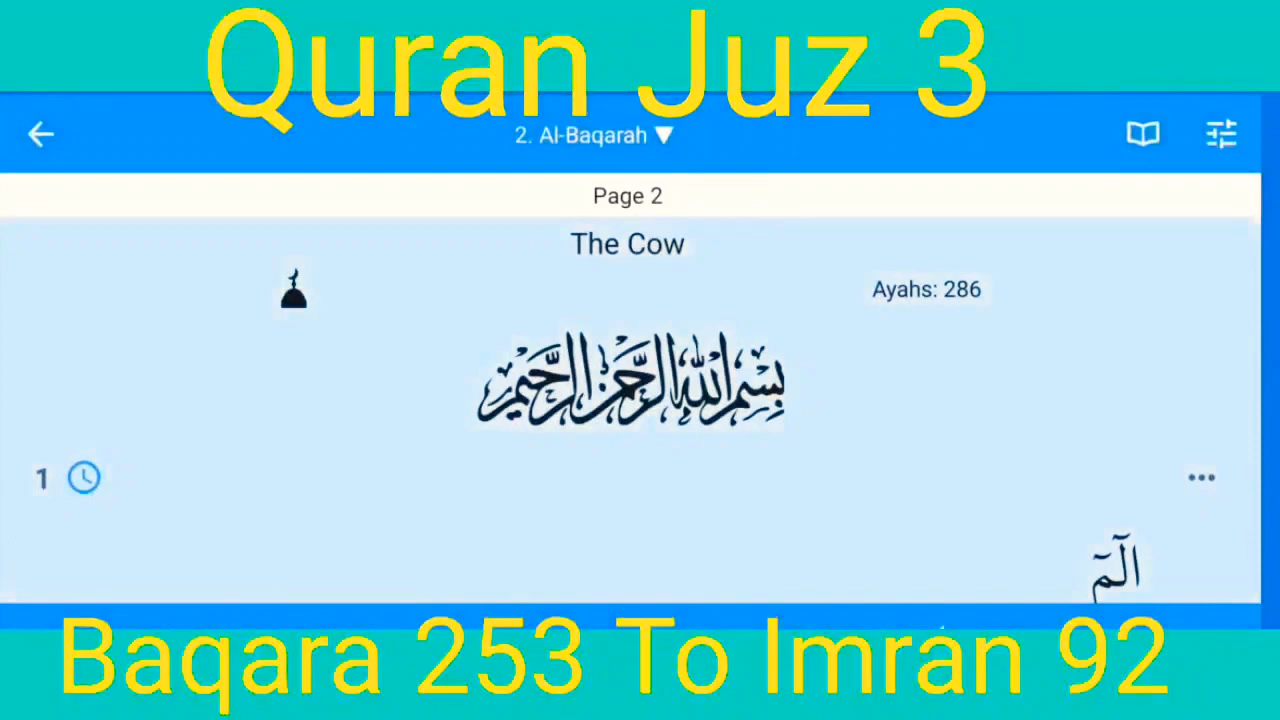 Quran Juz 3
2. Al-Baqarah ▼
Page 2
The Cow
Ayahs: 286
بِسْمِ اللَّهِ الرَّحْمَنِ الرَّحِيمِ
1
الٓمٓ
Baqara 253 To Imran 92